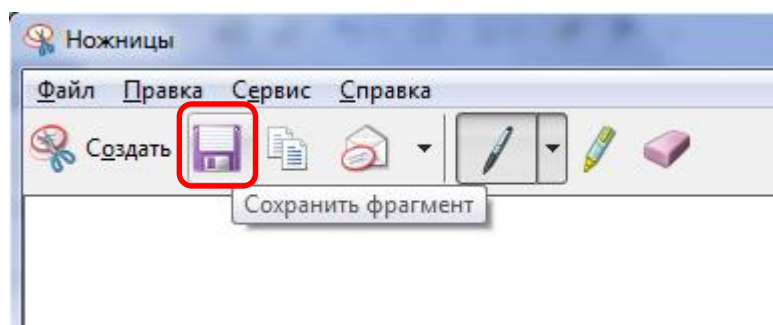 Ножницы
Файл Правка Сервис Справка
Создать
Сохранить фрагмент